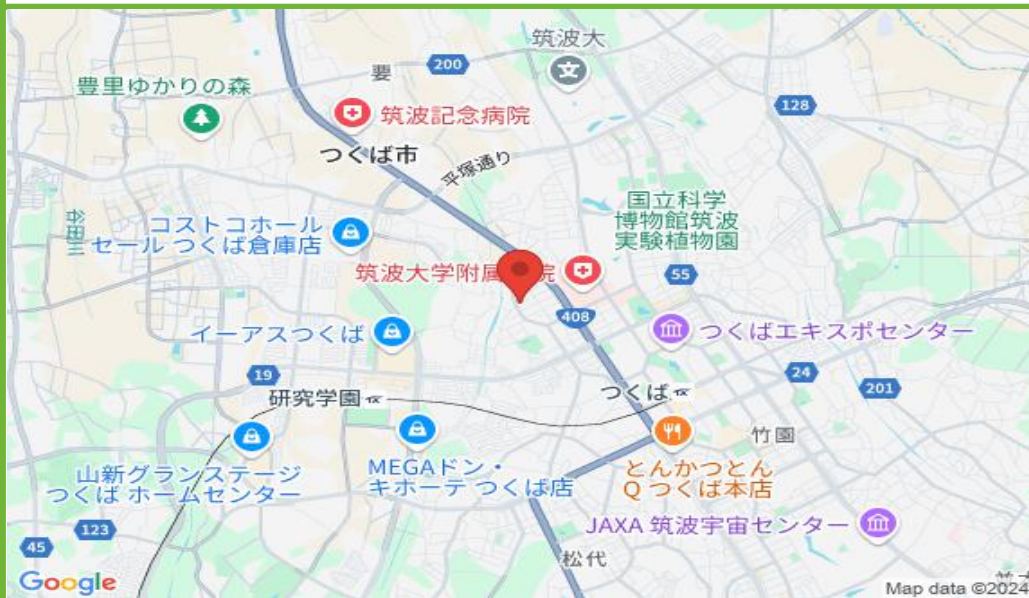 筑波大
文
200
要
豊里ゆかりの森
筑波記念病院
128
つくば市
平塚通り
国立科学
博物館筑波
実験植物園
谷田川
コストコホール
セール つくば倉庫店
筑波大学附属
院
55
408
イーアスつくば
つくばエキスポセンター
19
24
研究学園
つくば
201
竹園
山新グランステージ
つくば ホームセンター
MEGAドン・
キホーテ つくば店
とんかつとん
Q つくば本店
123
JAXA 筑波宇宙センター
45
松代
Google
Map data ©2024